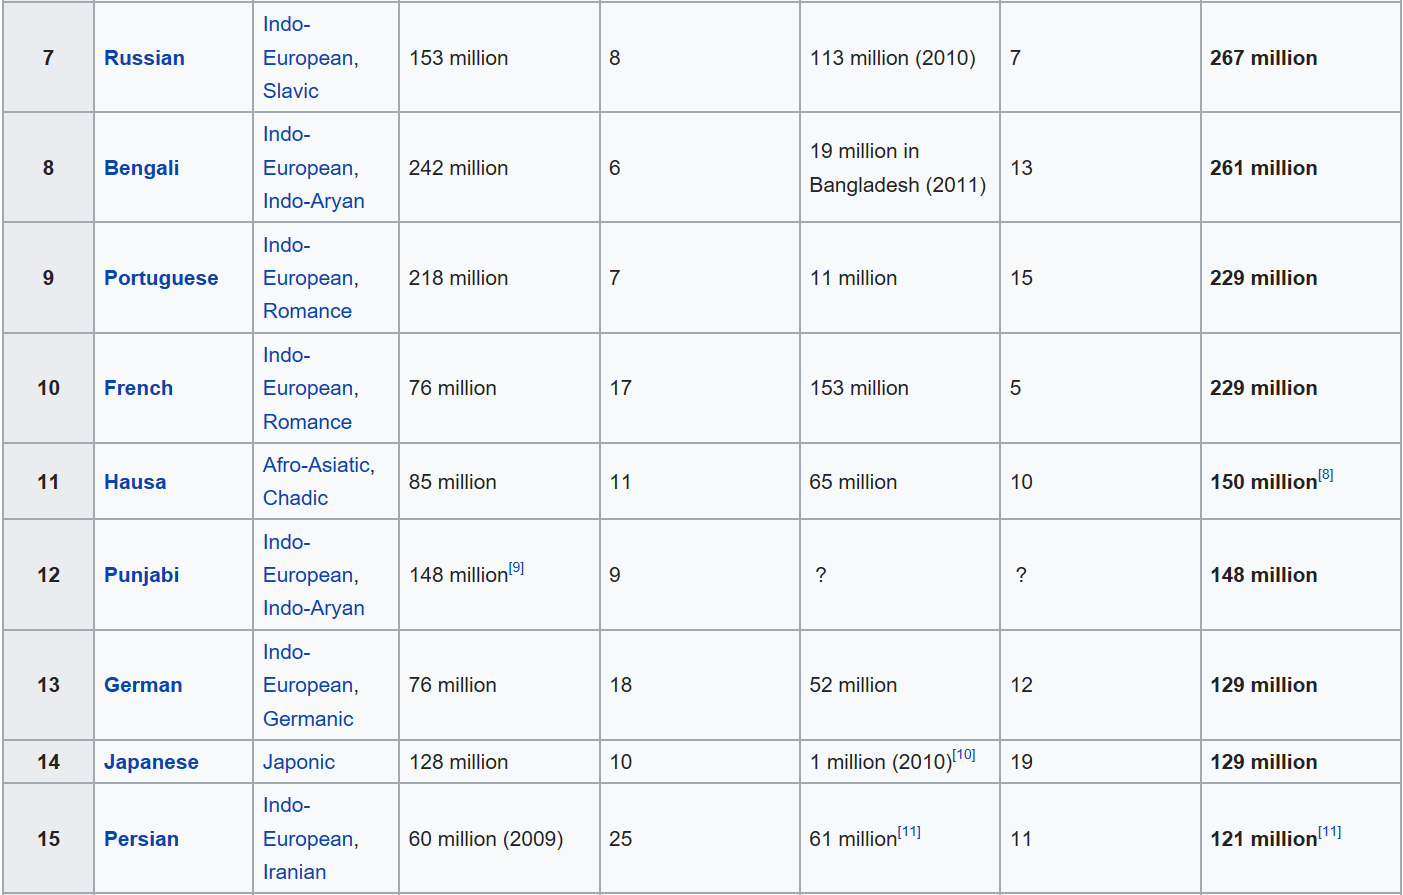 7 Russian Indo-European, Slavic 153 million 8 113 million (2010) 7 267 million
8 Bengali Indo-European, Indo-Aryan 242 million 6 19 million in Bangladesh (2011) 13 261 million
9 Portuguese Indo-European, Romance 218 million 7 11 million 15 229 million
10 French Indo-European, Romance 76 million 17 153 million 5 229 million
11 Hausa Afro-Asiatic, Chadic 85 million 11 65 million 10 150 million[8]
12 Punjabi Indo-European, Indo-Aryan 148 million[9] 9 ? ? 148 million
13 German Indo-European, Germanic 76 million 18 52 million 12 129 million
14 Japanese Japonic 128 million 10 1 million (2010)[10] 19 129 million
15 Persian Indo-European, Iranian 60 million (2009) 25 61 million[11] 11 121 million[11]